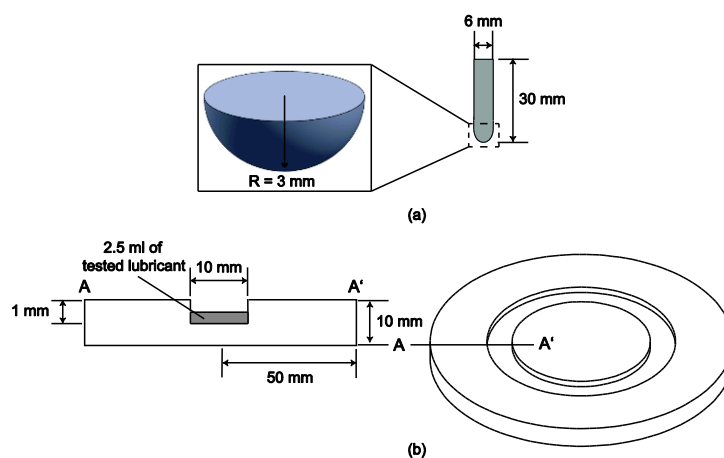 6 mm
30 mm
R = 3 mm
(a)
2.5 ml of
tested lubricant
10 mm
A
A'
1 mm
10 mm
A
A'
50 mm
(b)